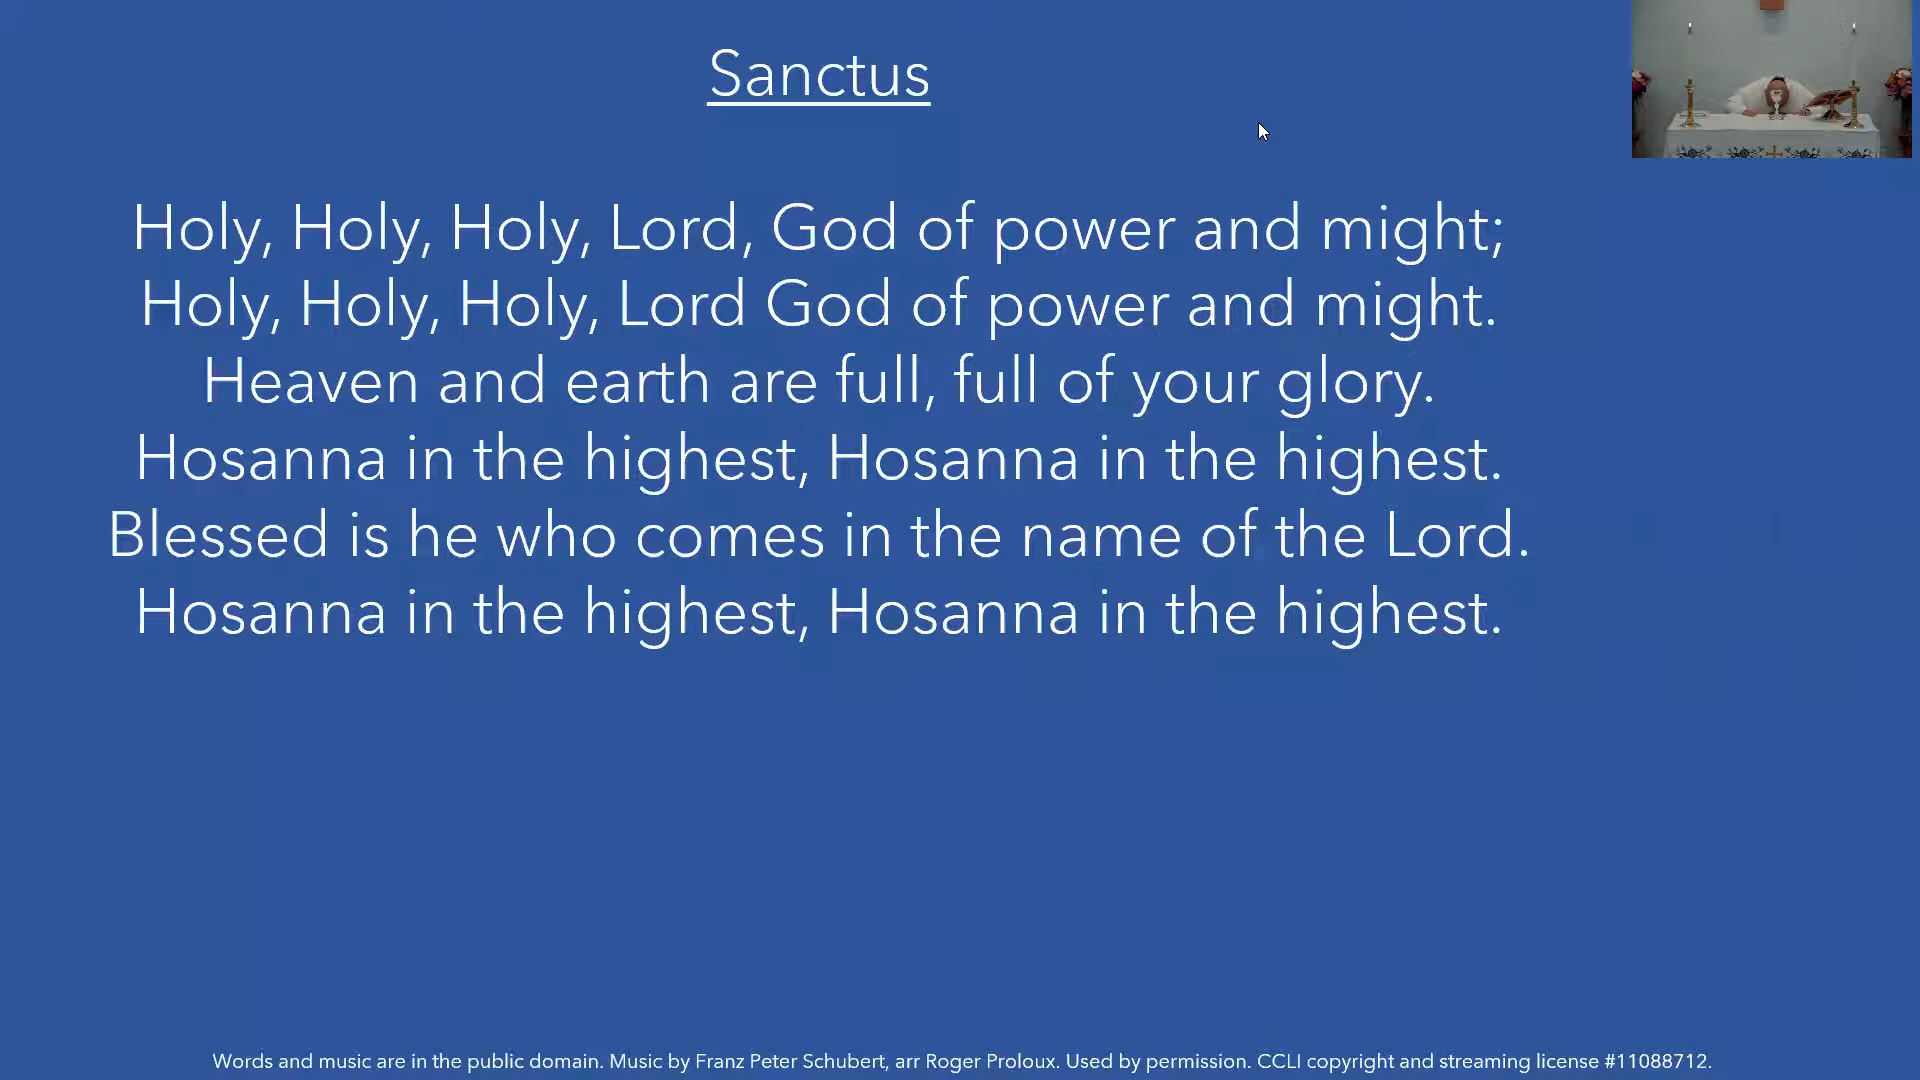 Sanctus
Holy, Holy, Holy, Lord, God of power and might;
Holy, Holy, Holy, Lord God of power and might.
Heaven and earth are full, full of your glory.
Hosanna in the highest, Hosanna in the highest.
Blessed is he who comes in the name of the Lord.
Hosanna in the highest, Hosanna in the highest.
Words and music are in the public domain. Music by Franz Peter Schubert, arr Roger Proloux. Used by permission. CCLI copyright and streaming license #11088712.